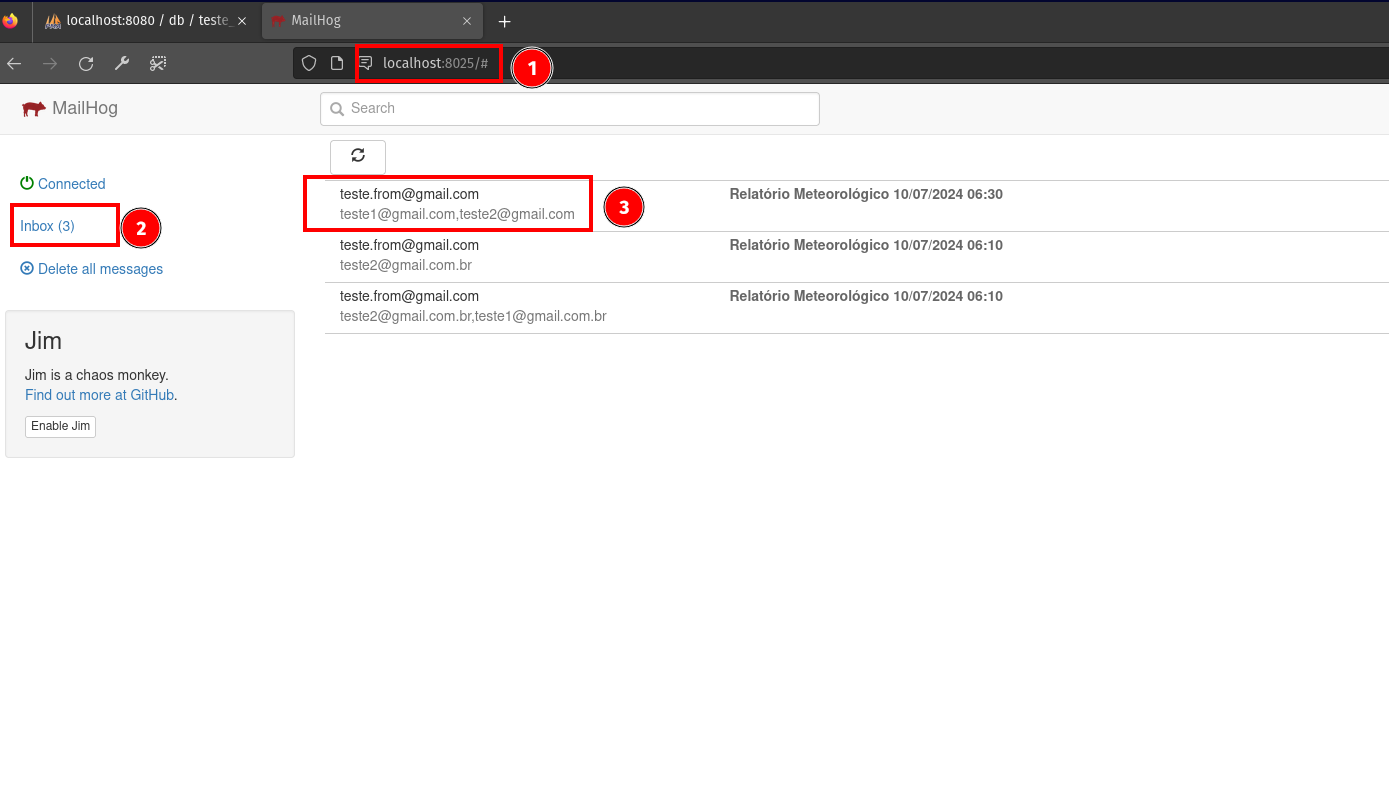 localhost:8080 / db / teste_
MailHog
localhost:8025/#
1
MailHog
Search
Connected
Inbox (3)
2
Delete all messages
teste.from@gmail.com
Relatório Meteorológico 10/07/2024 06:30
teste1@gmail.com,teste2@gmail.com
3
teste.from@gmail.com
Relatório Meteorológico 10/07/2024 06:10
teste2@gmail.com.br
teste.from@gmail.com
Relatório Meteorológico 10/07/2024 06:10
teste2@gmail.com.br,teste1@gmail.com.br
Jim
Jim is a chaos monkey.
Find out more at GitHub.
Enable Jim